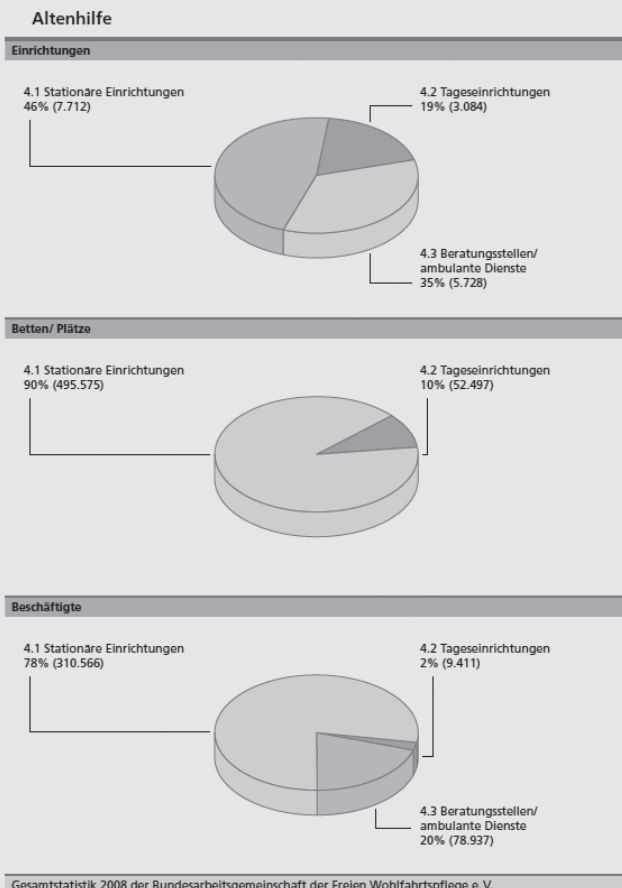 Altenhilfe
Einrichtungen
4.1 Stationäre Einrichtungen
46% (7.712)
4.2 Tageseinrichtungen
19% (3.084)
4.3 Beratungsstellen/
ambulante Dienste
35% (5.728)
Betten/ Plätze
4.1 Stationäre Einrichtungen
90% (495.575)
4.2 Tageseinrichtungen
10% (52.497)
Beschäftigte
4.1 Stationäre Einrichtungen
78% (310.566)
4.2 Tageseinrichtungen
2% (9.411)
4.3 Beratungsstellen/
ambulante Dienste
20% (78.937)
Gesamtstatistik 2008 der Bundesarbeitsgemeinschaft der Freien Wohlfahrtspflege e. V.